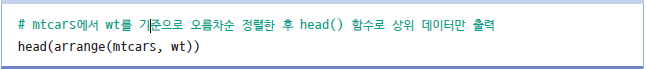 # mtcars에서 wt를 기준으로 오름차순 정렬한 후 head() 함수로 상위 데이터만 출력
head(arrange(mtcars, wt))